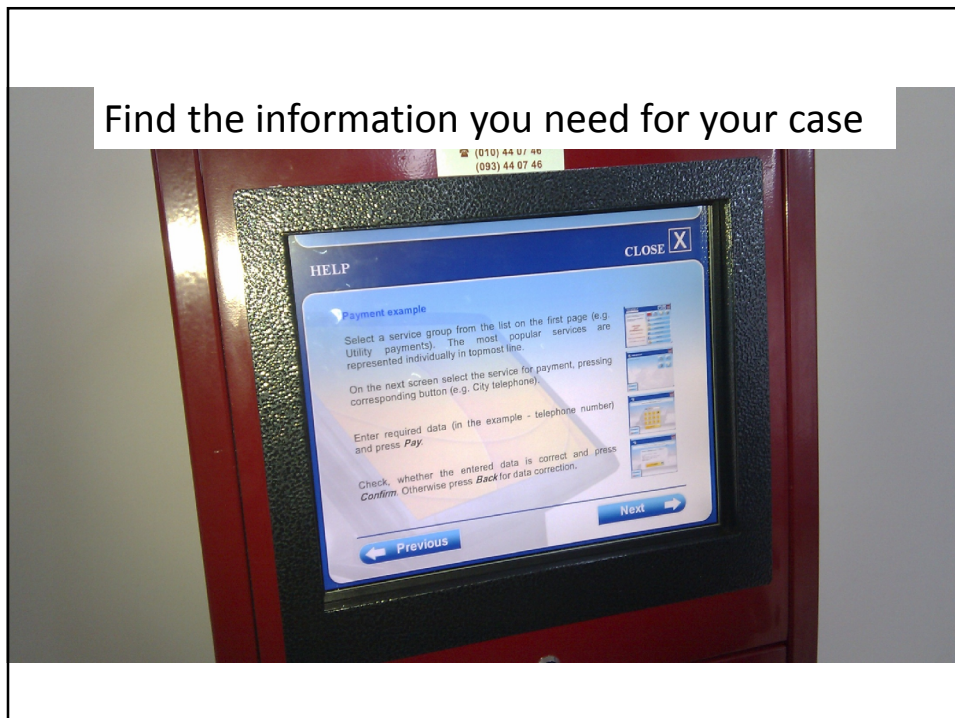 Find the information you need for your case
☎ (010) 44 07 46
(093) 44 07 46
HELP
CLOSE X
Payment example
Select a service group from the list on the first page (e.g.
Utility payments). The most popular services are
represented individually in topmost line.
On the next screen select the service for payment, pressing
corresponding button (e.g. City telephone).
Enter required data (in the example - telephone number)
and press Pay.
Check, whether the entered data is correct and press
Confirm. Otherwise press Back for data correction.
Previous
Next